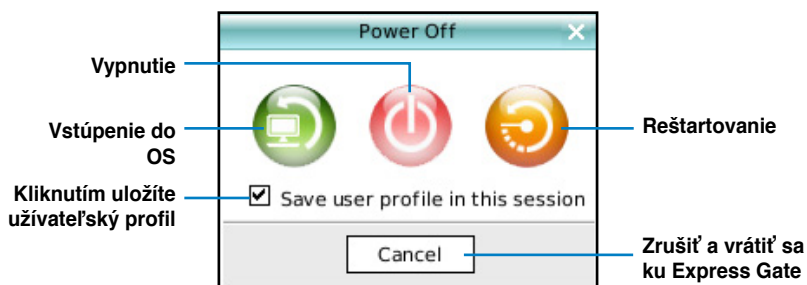 Power Off
Vypnutie
Vstúpenie do
OS
Reštartovanie
Kliknutím uložíte
užívateľský profil
Save user profile in this session
Cancel
Zrušiť a vrátiť sa
ku Express Gate